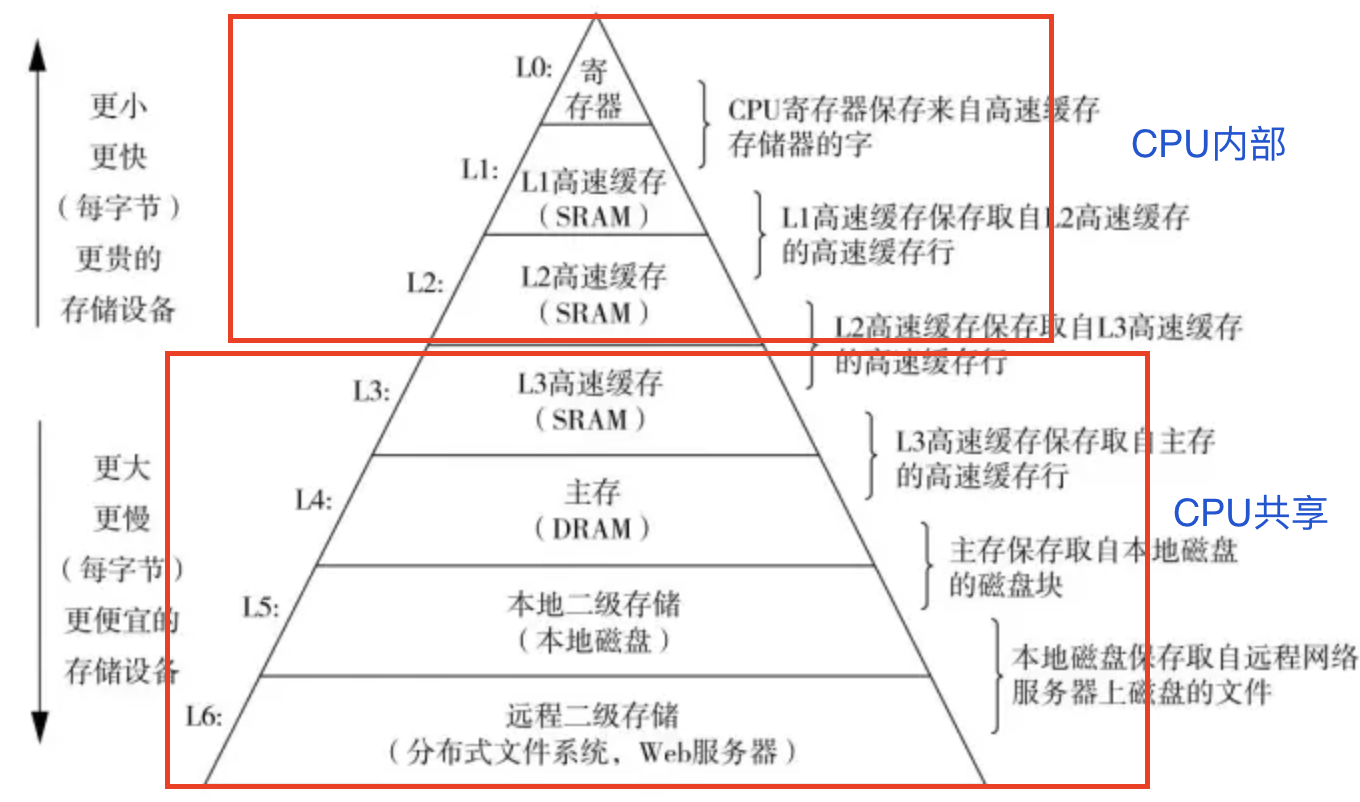 L0:
寄
存器
CPU寄存器保存来自高速缓存
存储器的字
CPU内部
更小
更快
（每字节）
更贵的
存储设备
L1:
L1高速缓存
（SRAM）
L1高速缓存保存取自L2高速缓存
的高速缓存行
L2:
L2高速缓存
（SRAM）
L2高速缓存保存取自L3高速缓存
的高速缓存行
L3:
L3高速缓存
（SRAM）
L3高速缓存保存取自主存
的高速缓存行
更大
更慢
（每字节）
更便宜的
存储设备
L4:
主存
（DRAM）
CPU共享
主存保存取自本地磁盘
的磁盘块
L5:
本地二级存储
（本地磁盘）
本地磁盘保存取自远程网络
服务器上磁盘的文件
L6:
远程二级存储
（分布式文件系统，Web服务器）